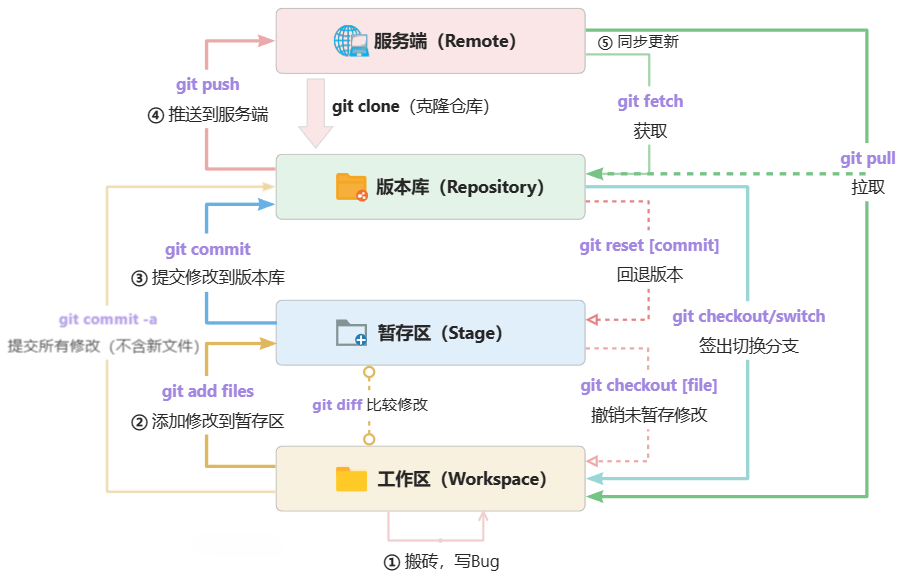 服务端（Remote）
⑤ 同步更新
git push
④ 推送到服务端
git clone（克隆仓库）
git fetch
获取
git pull
拉取
版本库（Repository）
git commit
③ 提交修改到版本库
git reset [commit]
回退版本
git commit -a
提交所有修改（不含新文件）
暂存区（Stage）
git checkout/switch
签出切换分支
git add files
② 添加修改到暂存区
git diff 比较修改
git checkout [file]
撤销未暂存修改
工作区（Workspace）
① 搬砖，写Bug